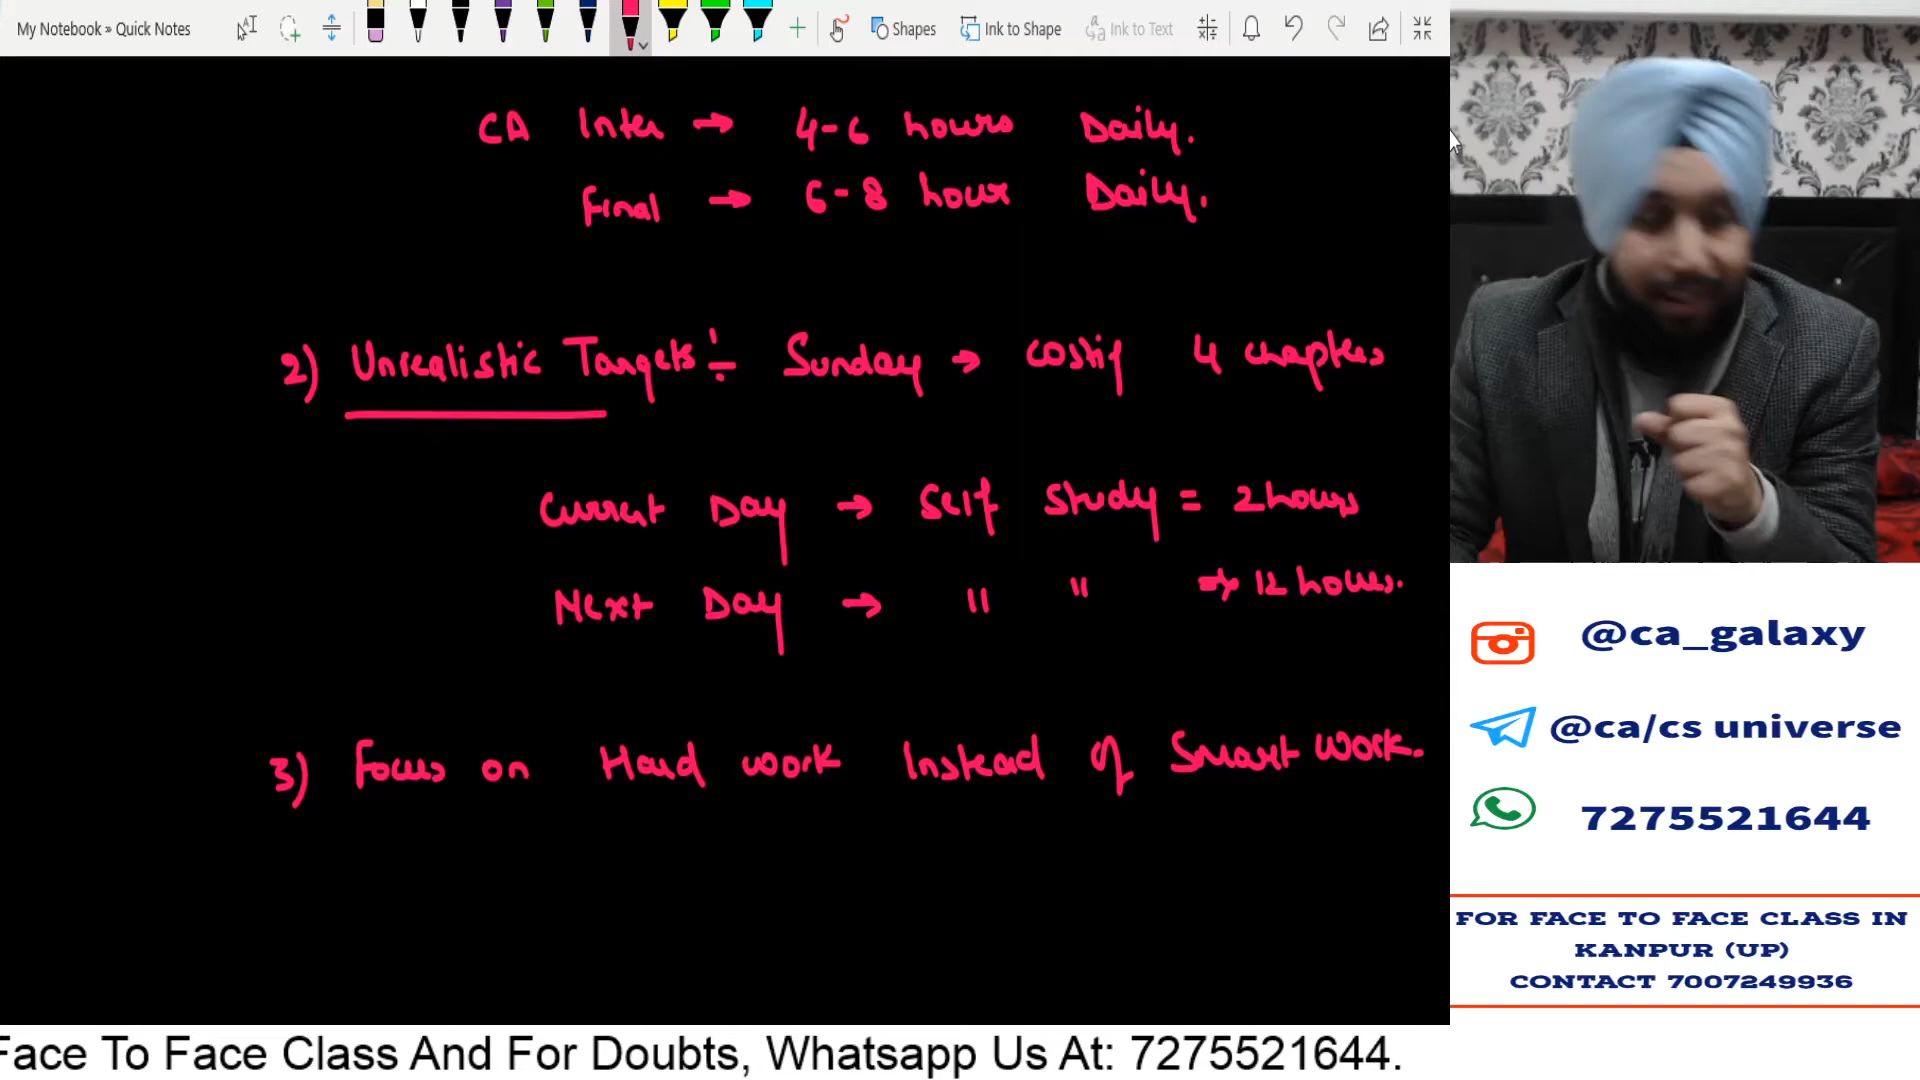 My Notebook » Quick Notes
Shapes
Ink to Shape
Ink to Text
CA Inter → 4-6 hours Daily.
Final → 6-8 hour Daily.
2) Unrealistic Targets ÷ Sunday → 4 chapters
Current Day → Self Study = 2 hours
Next Day → " " → 12 hours.
3) Focus on Hard work Instead of Smart Work.
@ca_galaxy
@ca/cs universe
7275521644
FOR FACE TO FACE CLASS IN
KANPUR (UP)
CONTACT 7007249936
Face To Face Class And For Doubts, Whatsapp Us At: 7275521644.